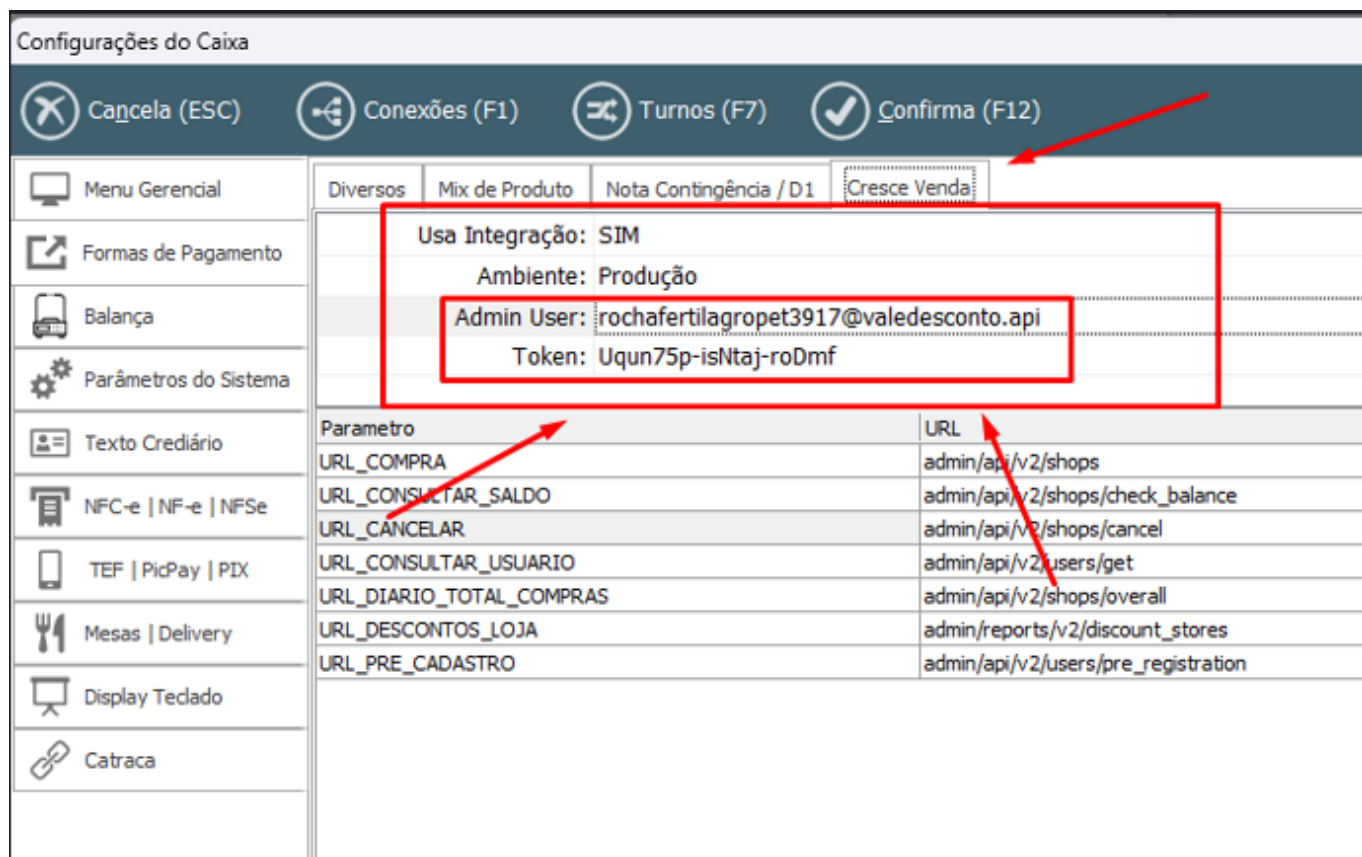 Configurações do Caixa
Cancela (ESC) Conexões (F1) Turnos (F7) Confirma (F12)
Menu Gerencial
Formas de Pagamento
Balança
Parâmetros do Sistema
Texto Crediário
NFC-e | NF-e | NFSe
TEF | PicPay | PIX
Mesas | Delivery
Display Teclado
Catraca
Diversos Mix de Produto Nota Contingência / D1 Cresce Venda
Usa Integração: SIM
Ambiente: Produção
Admin User: rochafertilagropet3917@valedesconto.api
Token: Uqun75p-isNtaj-roDmf
Parametro URL
URL_COMPRA admin/api/v2/shops
URL_CONSULTAR_SALDO admin/api/v2/shops/check_balance
URL_CANCELAR admin/api/v2/shops/cancel
URL_CONSULTAR_USUARIO admin/api/v2/users/get
URL_DIARIO_TOTAL_COMPRAS admin/api/v2/shops/overall
URL_DESCONTOS_LOJA admin/reports/v2/discount_stores
URL_PRE_CADASTRO admin/api/v2/users/pre_registration